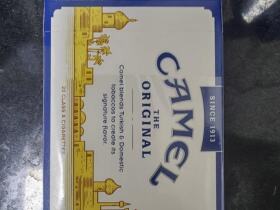 SINCE 1913
CAMEL
THE
ORIGINAL
Camel blends Turkish & Domestic
tobaccos to create its
signature flavor.
20 CLASS A CIGARETTES